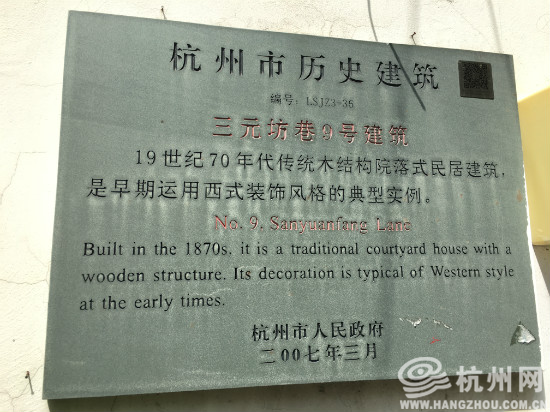 杭州市历史建筑
编号: LSJZ3-36
三元坊巷9号建筑
19世纪70年代传统木结构院落式民居建筑,
是早期运用西式装饰风格的典型实例。
No. 9, Sanyuanfang Lane
Built in the 1870s, it is a traditional courtyard house with a
wooden structure. Its decoration is typical of Western style
at the early times.
杭州市人民政府
二00七年三月
杭州网
WWW.HANGZHOU.COM.CN